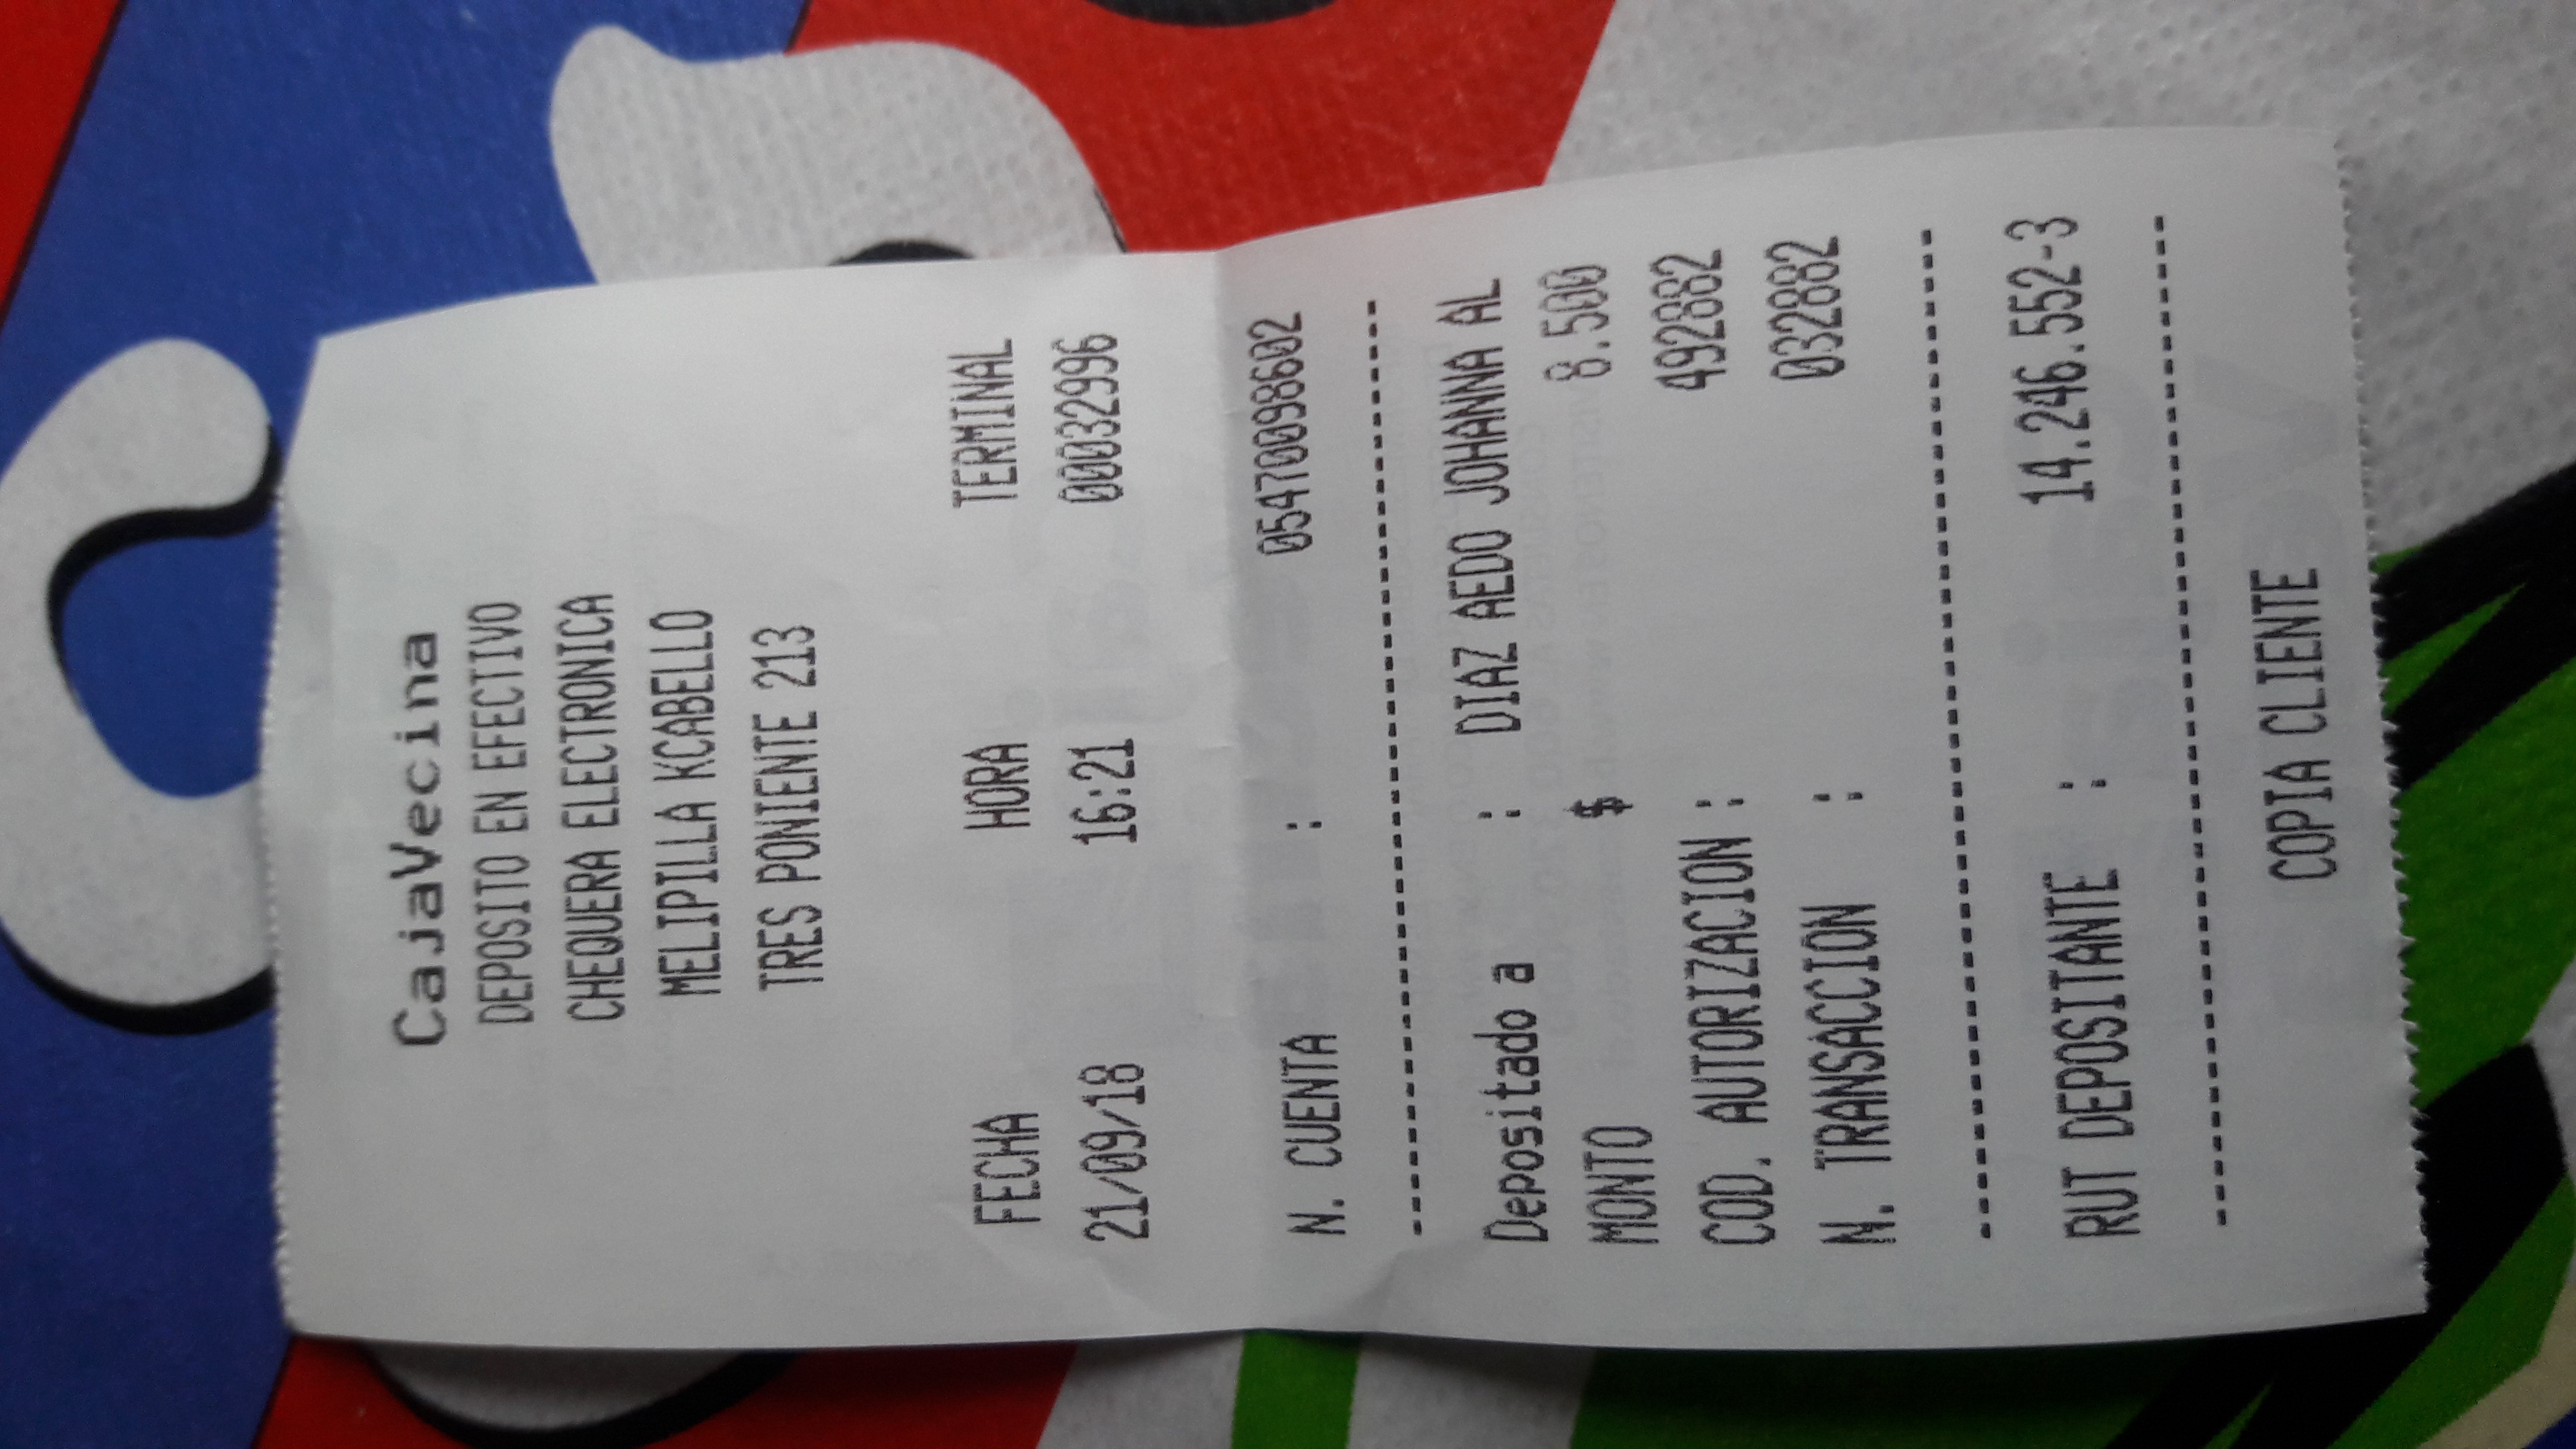 CajaVecina
DEPOSITO EN EFECTIVO
CHEQUERA ELECTRONICA
MELIPILLA KCABELLO
TRES PONIENTE 213
FECHA HORA TERMINAL
21/09/18 16:21 00032996
N. CUENTA : 05470098602
Depositado a : DIAZ AEDO JOHANNA AL
MONTO $ 8.500
COD. AUTORIZACION : 492882
N. TRANSACCION : 032882
RUT DEPOSITANTE : 14.246.552-3
COPIA CLIENTE